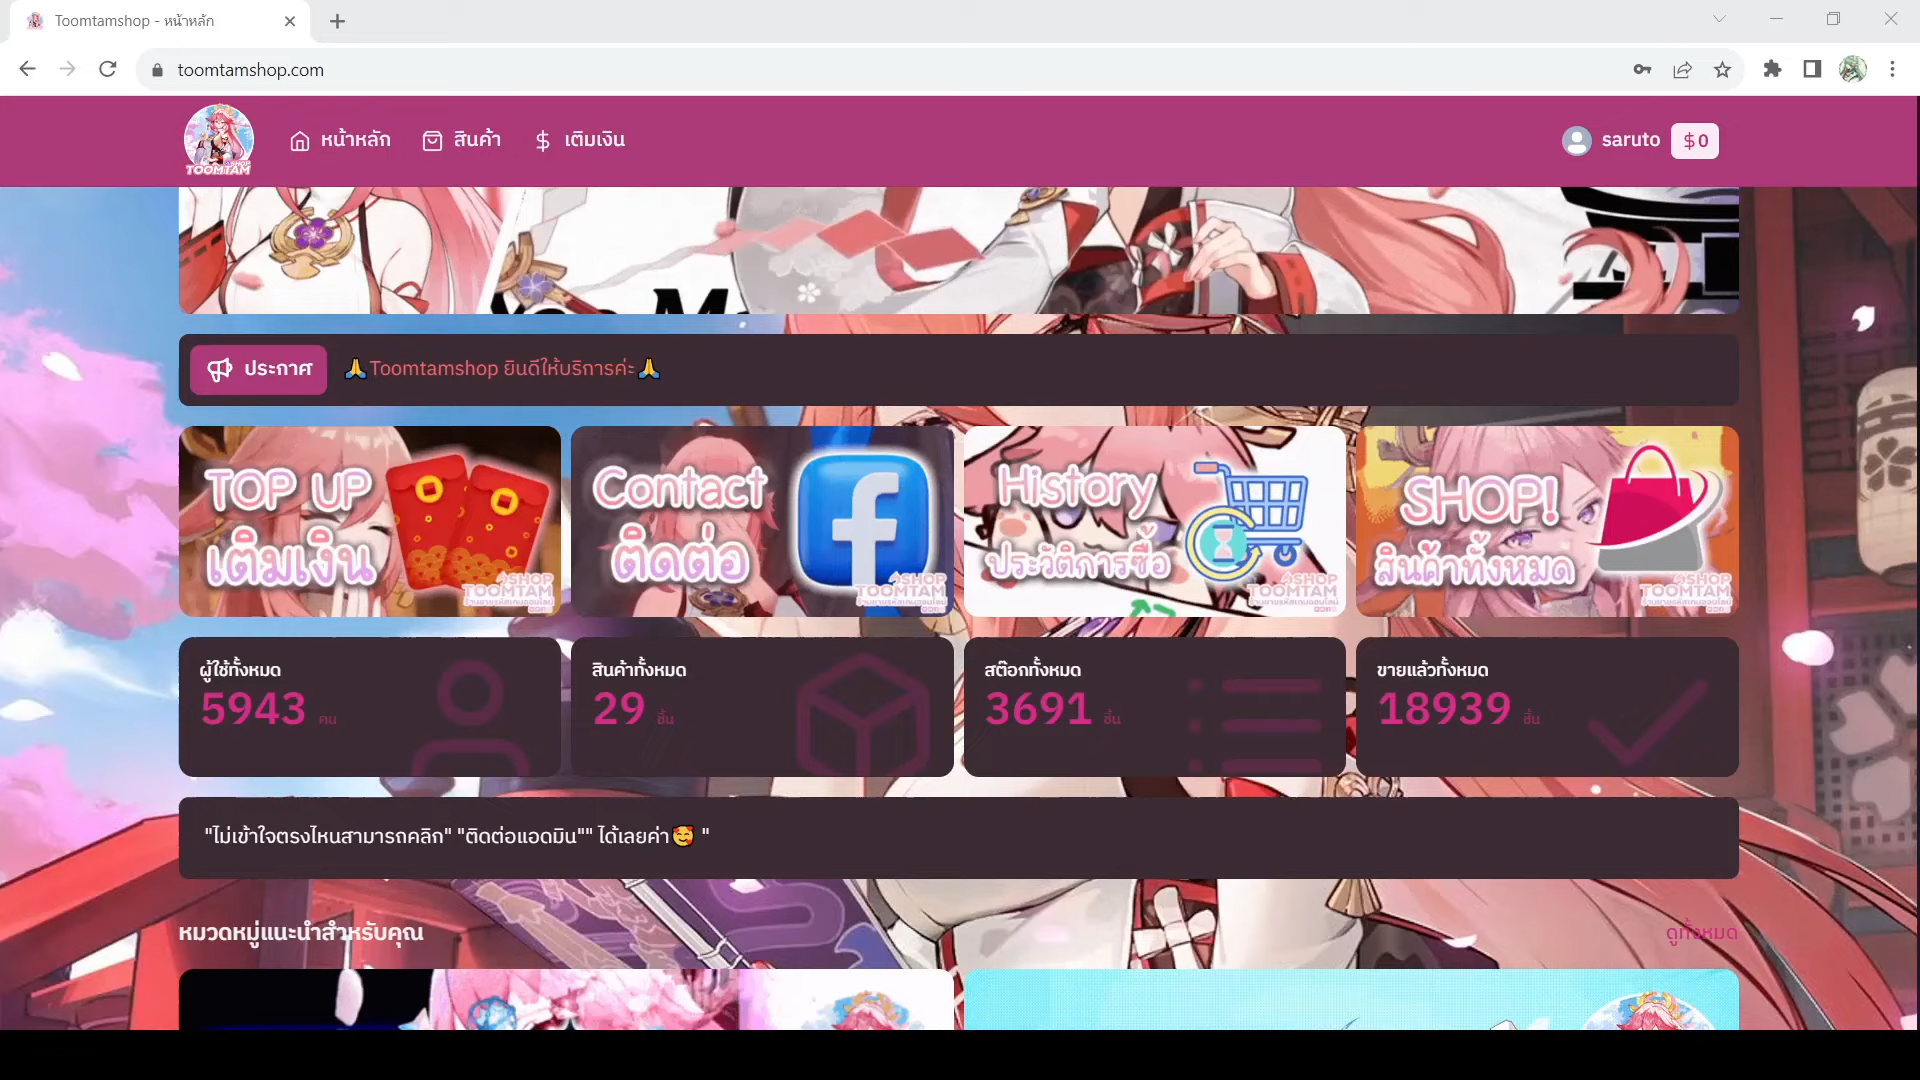 Toomtamshop - หน้าหลัก
toomtamshop.com
TOOMTAM SHOP
หน้าหลัก
สินค้า
เติมเงิน
saruto
$0
ประกาศ
🙏Toomtamshop ยินดีให้บริการค่ะ🙏
TOP UP
เติมเงิน
SHOP
TOOMTAM
Contact
ติดต่อ
SHOP
TOOMTAM
History
ประวัติการซื้อ
SHOP
TOOMTAM
SHOP!
สินค้าทั้งหมด
SHOP
TOOMTAM
ผู้ใช้ทั้งหมด
5943 คน
สินค้าทั้งหมด
29 ชิ้น
สต๊อกทั้งหมด
3691 ชิ้น
ขายแล้วทั้งหมด
18939 ชิ้น
"ไม่เข้าใจตรงไหนสามารถคลิก" "ติดต่อแอดมิน"" ได้เลยค่า🥰 "
หมวดหมู่แนะนำสำหรับคุณ
ดูทั้งหมด